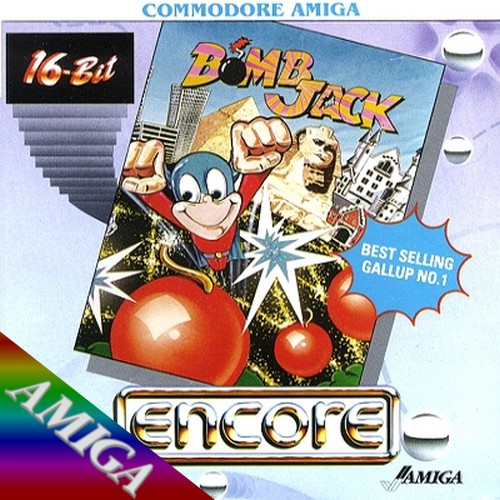 COMMODORE AMIGA
16-Bit
BOMB
JACK
BEST SELLING
GALLUP NO.1
encore
AMIGA
AMIGA